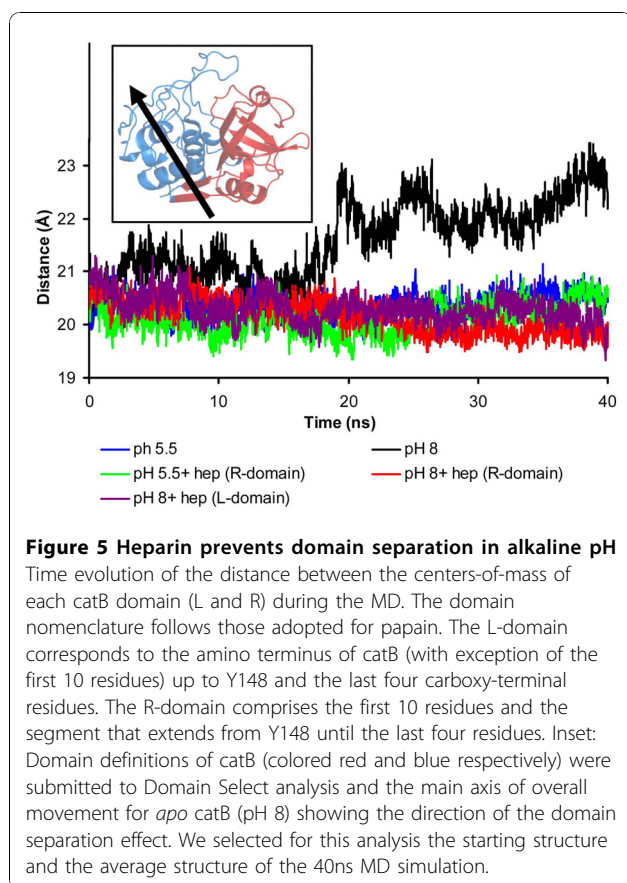 23
22
21
20
19
Distance (Å)
0 10 20 30 40
Time (ns)
ph 5.5 pH 8
pH 5.5+ hep (R-domain) pH 8+ hep (R-domain)
pH 8+ hep (L-domain)
Figure 5 Heparin prevents domain separation in alkaline pH
Time evolution of the distance between the centers-of-mass of
each catB domain (L and R) during the MD. The domain
nomenclature follows those adopted for papain. The L-domain
corresponds to the amino terminus of catB (with exception of the
first 10 residues) up to Y148 and the last four carboxy-terminal
residues. The R-domain comprises the first 10 residues and the
segment that extends from Y148 until the last four residues. Inset:
Domain definitions of catB (colored red and blue respectively) were
submitted to Domain Select analysis and the main axis of overall
movement for apo catB (pH 8) showing the direction of the domain
separation effect. We selected for this analysis the starting structure
and the average structure of the 40ns MD simulation.